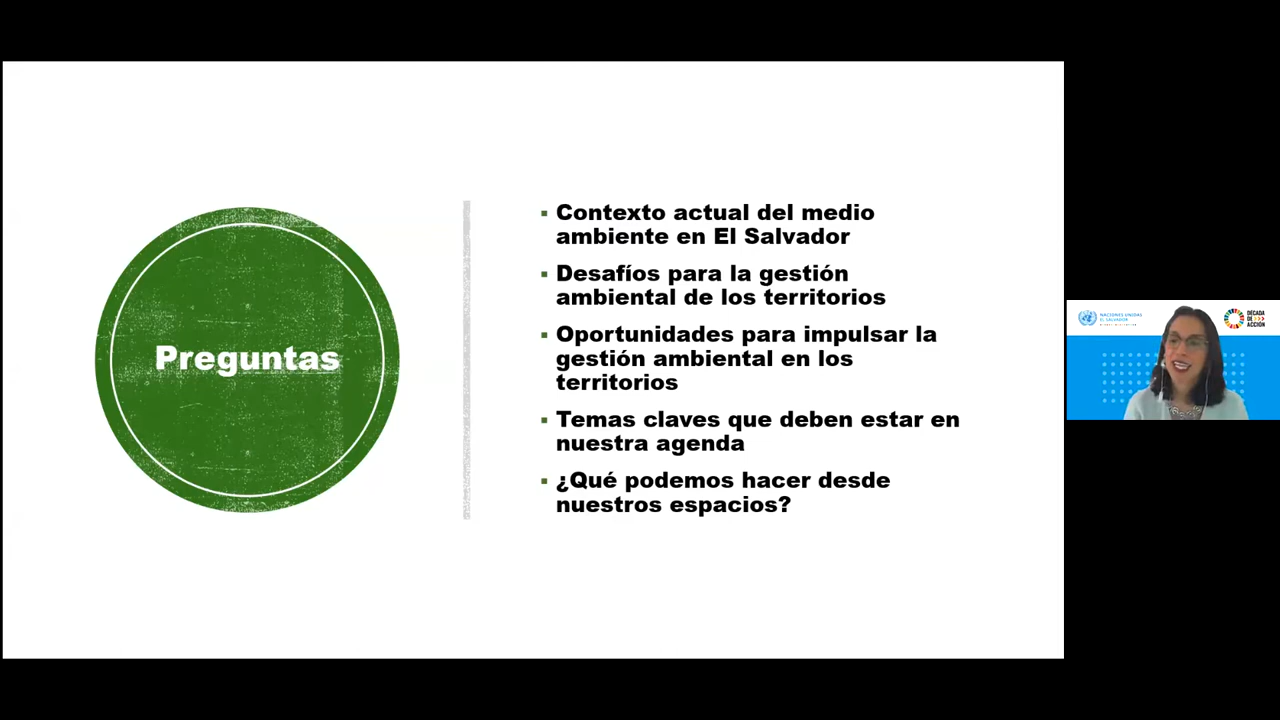 Preguntas
▪ Contexto actual del medio
ambiente en El Salvador
▪ Desafíos para la gestión
ambiental de los territorios
▪ Oportunidades para impulsar la
gestión ambiental en los
territorios
▪ Temas claves que deben estar en
nuestra agenda
▪ ¿Qué podemos hacer desde
nuestros espacios?
NACIONES UNIDAS
EL SALVADOR
DÉCADA
DE >>>
ACCIÓN